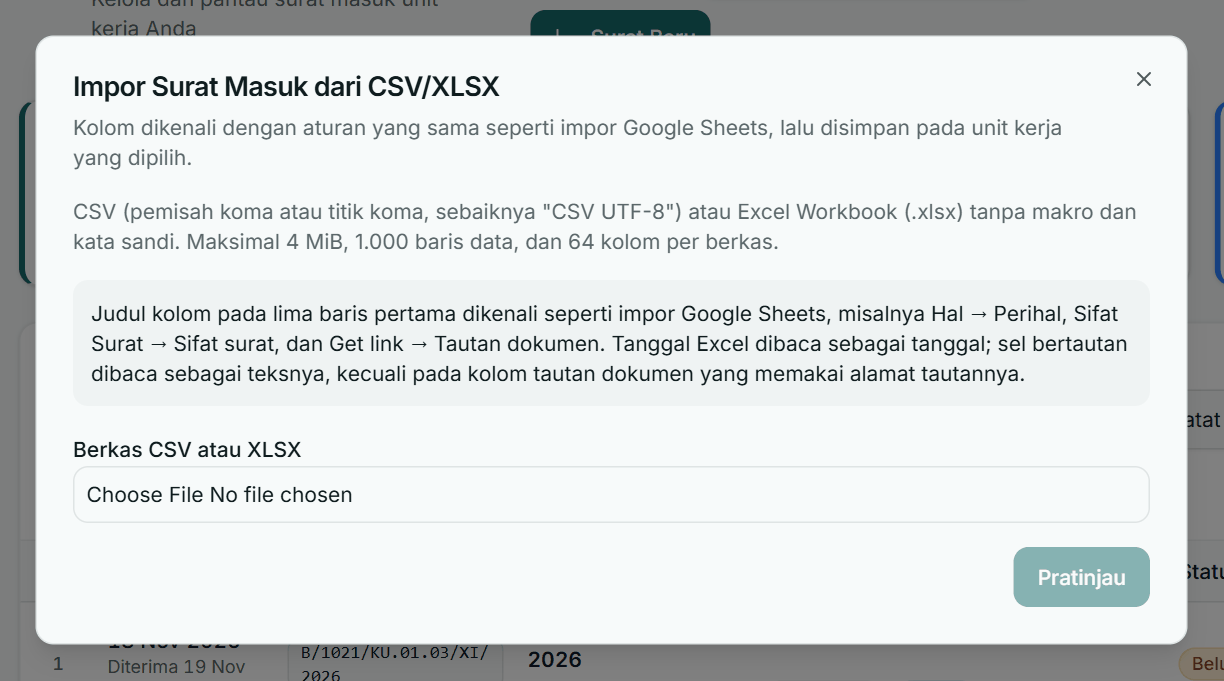 Kelola dan pantau surat masuk unit
kerja Anda
Surat Baru
Impor Surat Masuk dari CSV/XLSX
Kolom dikenali dengan aturan yang sama seperti impor Google Sheets, lalu disimpan pada unit kerja
yang dipilih.
CSV (pemisah koma atau titik koma, sebaiknya "CSV UTF-8") atau Excel Workbook (.xlsx) tanpa makro dan
kata sandi. Maksimal 4 MiB, 1.000 baris data, dan 64 kolom per berkas.
Judul kolom pada lima baris pertama dikenali seperti impor Google Sheets, misalnya Hal → Perihal, Sifat
Surat → Sifat surat, dan Get link → Tautan dokumen. Tanggal Excel dibaca sebagai tanggal; sel bertautan
dibaca sebagai teksnya, kecuali pada kolom tautan dokumen yang memakai alamat tautannya.
atat
Berkas CSV atau XLSX
Choose File No file chosen
Pratinjau
Statu
B/1021/KU.01.03/XI/
2026
1
Diterima 19 Nov
2026
Belu